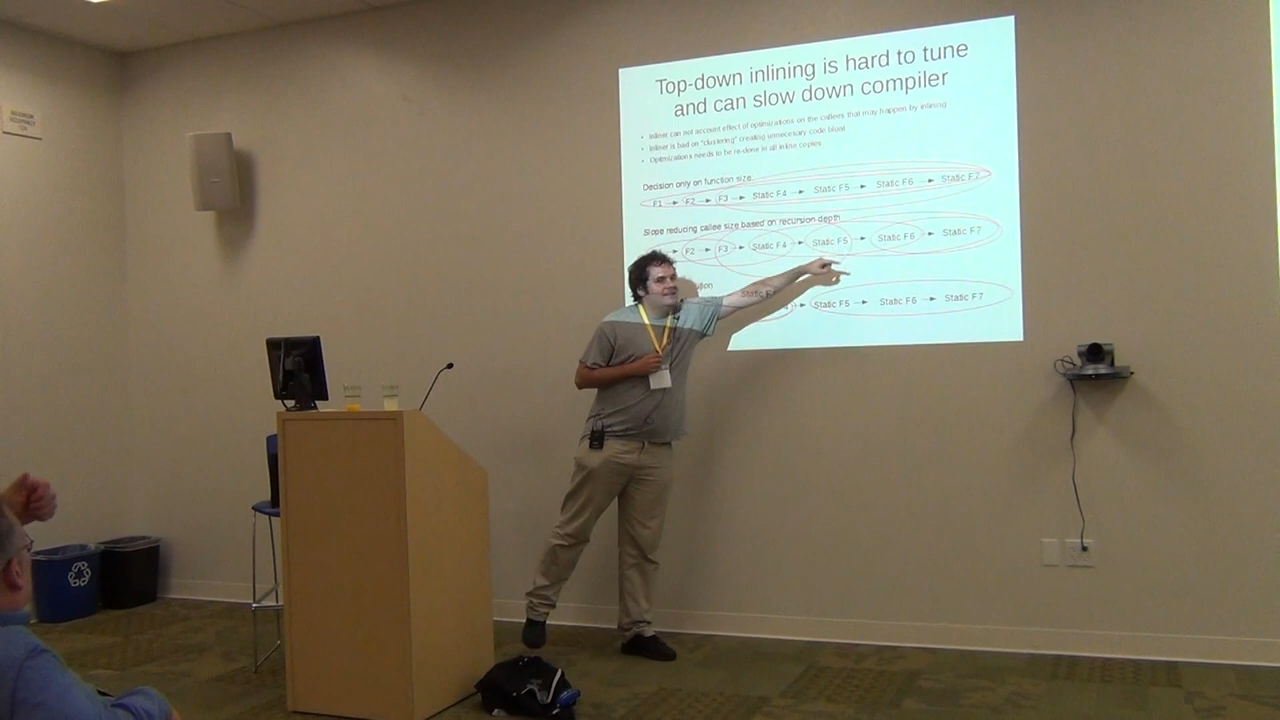 MAXIMUM
OCCUPANCY
Top-down inlining is hard to tune
and can slow down compiler
• Inliner can not account effect of optimizations on the callees that may happen by inlining
• Inliner is bad on "clustering" creating unnecesary code bloat
• Optimizations needs to be re-done in all inline copies
Decision only on function size:
F1 → F2 → F3 → Static F4 → Static F5 → Static F6 → Static F7
Slope reducing callee size based on recursion depth
F2 → F3 → Static F4 → Static F5 → Static F6 → Static F7
Static
Static F5 → Static F6 → Static F7